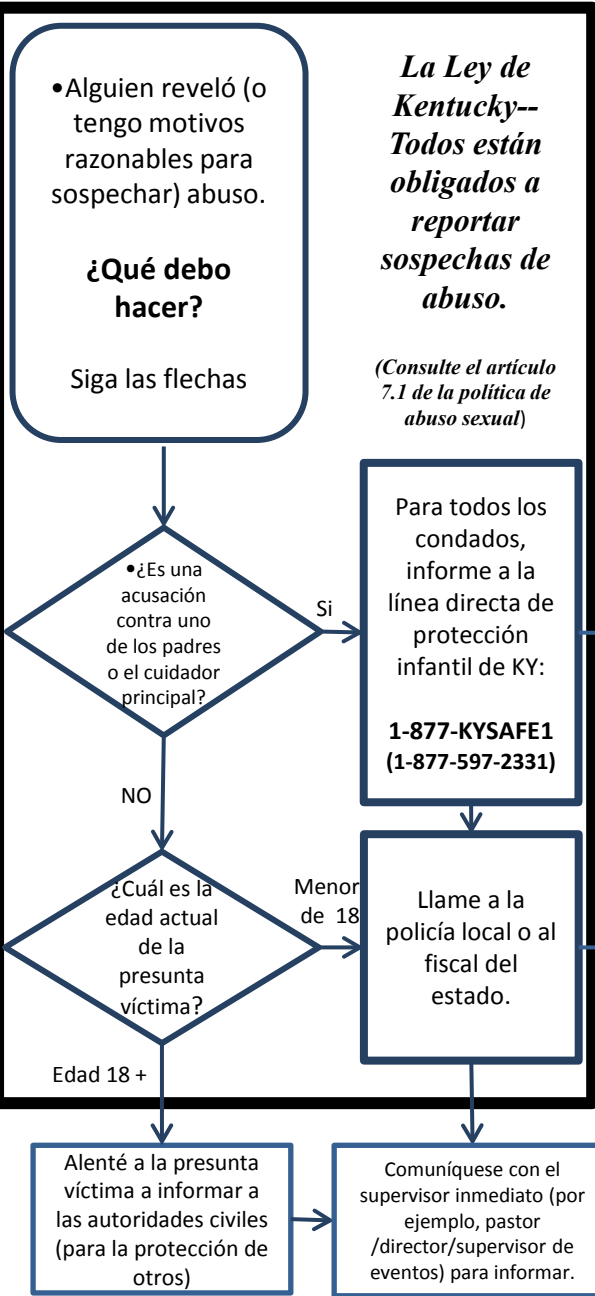 •Alguien reveló (o
tengo motivos
razonables para
sospechar) abuso.
¿Qué debo
hacer?
Siga las flechas
La Ley de
Kentucky--
Todos están
obligados a
reportar
sospechas de
abuso.
(Consulte el artículo
7.1 de la política de
abuso sexual)
•¿Es una
acusación
contra uno
de los padres
o el cuidador
principal?
Si
Para todos los
condados,
informe a la
línea directa de
protección
infantil de KY:
1-877-KYSAFE1
(1-877-597-2331)
NO
¿Cuál es la
edad actual
de la
presunta
víctima?
Menor
de 18
Llame a la
policía local o al
fiscal del
estado.
Edad 18 +
Alenté a la presunta
víctima a informar a
las autoridades civiles
(para la protección de
otros)
Comuníquese con el
supervisor inmediato (por
ejemplo, pastor
/director/supervisor de
eventos) para informar.